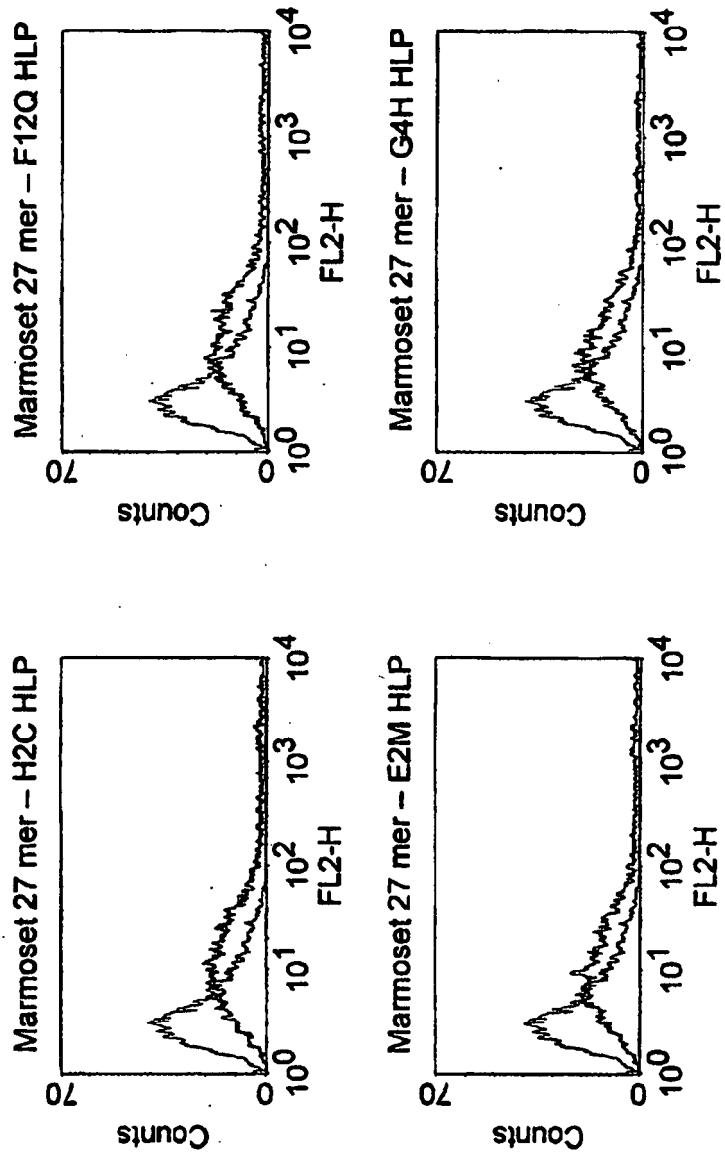 Marmoset 27 mer – H2C HLP
70
Counts
0
10⁰ 10¹ 10² 10³ 10⁴
FL2-H
Marmoset 27 mer – F12Q HLP
70
Counts
0
10⁰ 10¹ 10² 10³ 10⁴
FL2-H
Marmoset 27 mer – E2M HLP
70
Counts
0
10⁰ 10¹ 10² 10³ 10⁴
FL2-H
Marmoset 27 mer – G4H HLP
70
Counts
0
10⁰ 10¹ 10² 10³ 10⁴
FL2-H